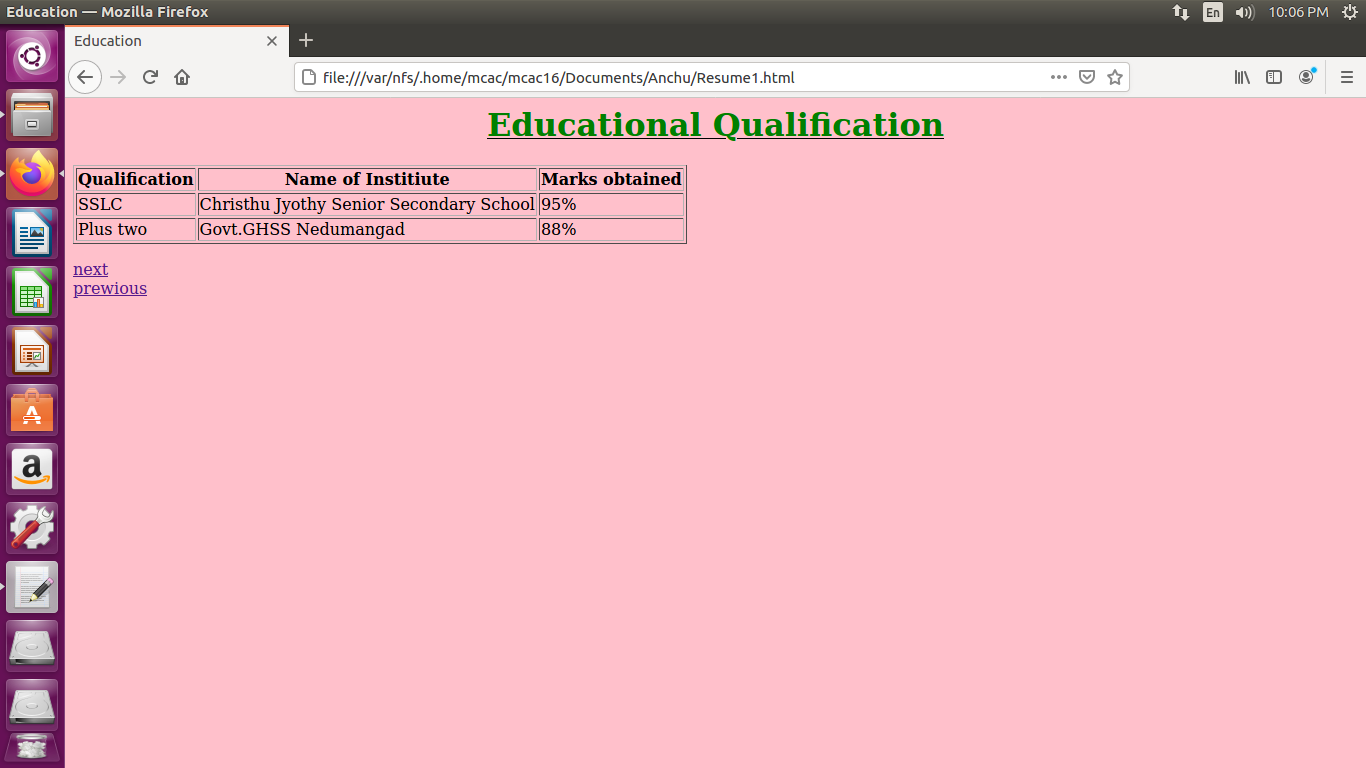 Education — Mozilla Firefox
En
10:06 PM
Education
file:///var/nfs/.home/mcac/mcac16/Documents/Anchu/Resume1.html
Educational Qualification
Qualification Name of Institiute Marks obtained
SSLC Christhu Jyothy Senior Secondary School 95%
Plus two Govt.GHSS Nedumangad 88%
next
prewious